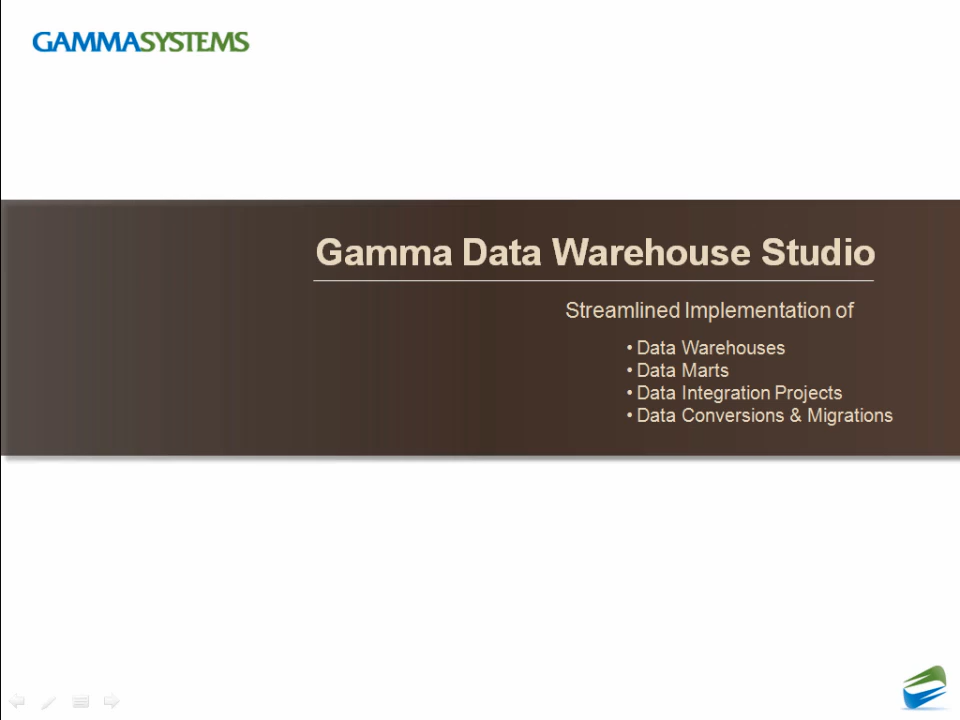 GAMMASYSTEMS
Gamma Data Warehouse Studio
Streamlined Implementation of
• Data Warehouses
• Data Marts
• Data Integration Projects
• Data Conversions & Migrations